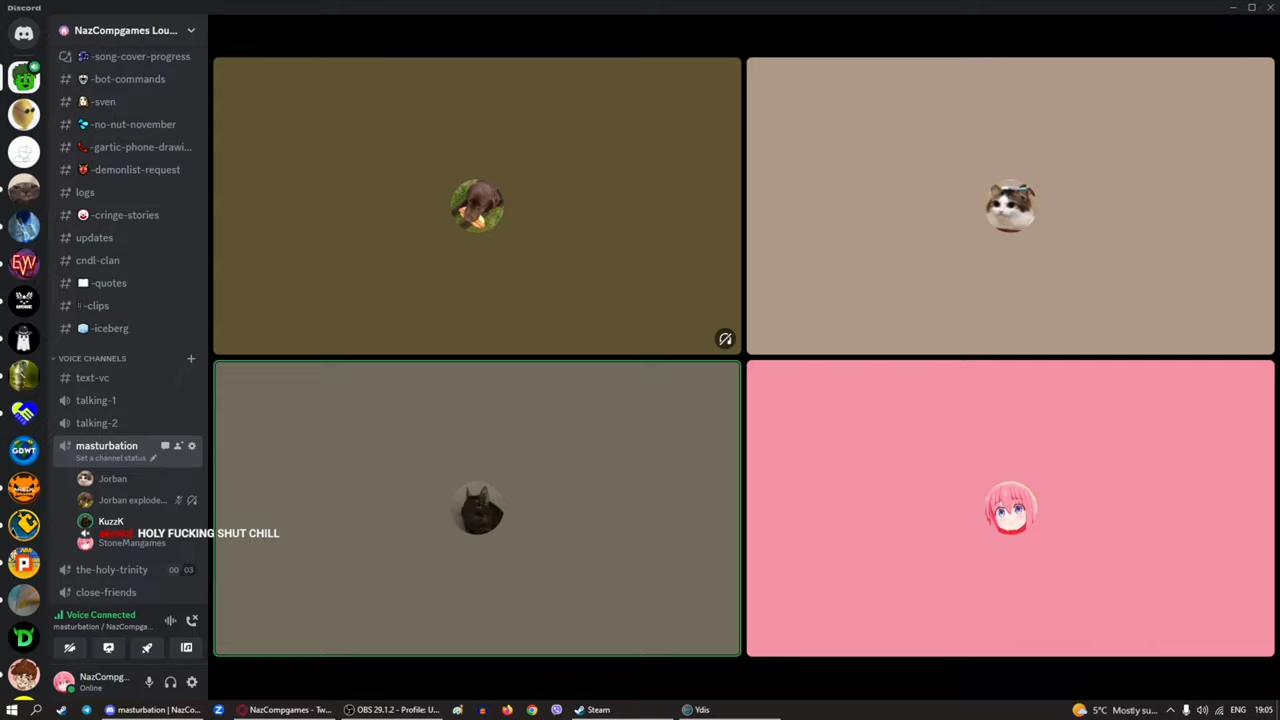 Discord
NazCompgames Lou...
-song-cover-progress
-bot-commands
-sven
-no-nut-november
-gartic-phone-drawi...
-demonlist-request
logs
-cringe-stories
updates
cndl-clan
-quotes
-clips
-iceberg
VOICE CHANNELS
text-vc
talking-1
talking-2
masturbation
Set a channel status
Jorban
Jorban explode...
KuzzK
HOLY FUCKING SHUT CHILL
StoneMangames
the-holy-trinity 00 03
close-friends
Voice Connected
masturbation / NazCompga...
NazCompg...
Online
EW
GDWT
P
D
masturbation | NazCo...
NazCompgames - Tw...
OBS 29.1.2 - Profile: U...
Steam
Ydis
5°C Mostly su...
ENG
19:05